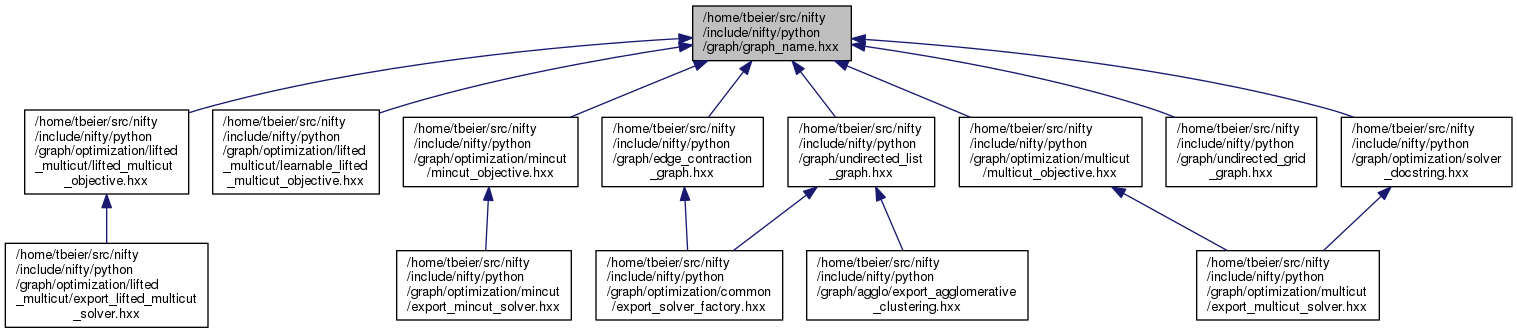 /home/tbeier/src/nifty
/include/nifty/python
/graph/graph_name.hxx
/home/tbeier/src/nifty
/include/nifty/python
/graph/optimization/lifted
_multicut/lifted_multicut
_objective.hxx
/home/tbeier/src/nifty
/include/nifty/python
/graph/optimization/lifted
_multicut/learnable_lifted
_multicut_objective.hxx
/home/tbeier/src/nifty
/include/nifty/python
/graph/optimization/mincut
/mincut_objective.hxx
/home/tbeier/src/nifty
/include/nifty/python
/graph/edge_contraction
_graph.hxx
/home/tbeier/src/nifty
/include/nifty/python
/graph/undirected_list
_graph.hxx
/home/tbeier/src/nifty
/include/nifty/python
/graph/optimization/multicut
/multicut_objective.hxx
/home/tbeier/src/nifty
/include/nifty/python
/graph/undirected_grid
_graph.hxx
/home/tbeier/src/nifty
/include/nifty/python
/graph/optimization/solver
_docstring.hxx
/home/tbeier/src/nifty
/include/nifty/python
/graph/optimization/lifted
_multicut/export_lifted_multicut
_solver.hxx
/home/tbeier/src/nifty
/include/nifty/python
/graph/optimization/mincut
/export_mincut_solver.hxx
/home/tbeier/src/nifty
/include/nifty/python
/graph/optimization/common
/export_solver_factory.hxx
/home/tbeier/src/nifty
/include/nifty/python
/graph/agglo/export_agglomerative
_clustering.hxx
/home/tbeier/src/nifty
/include/nifty/python
/graph/optimization/multicut
/export_multicut_solver.hxx